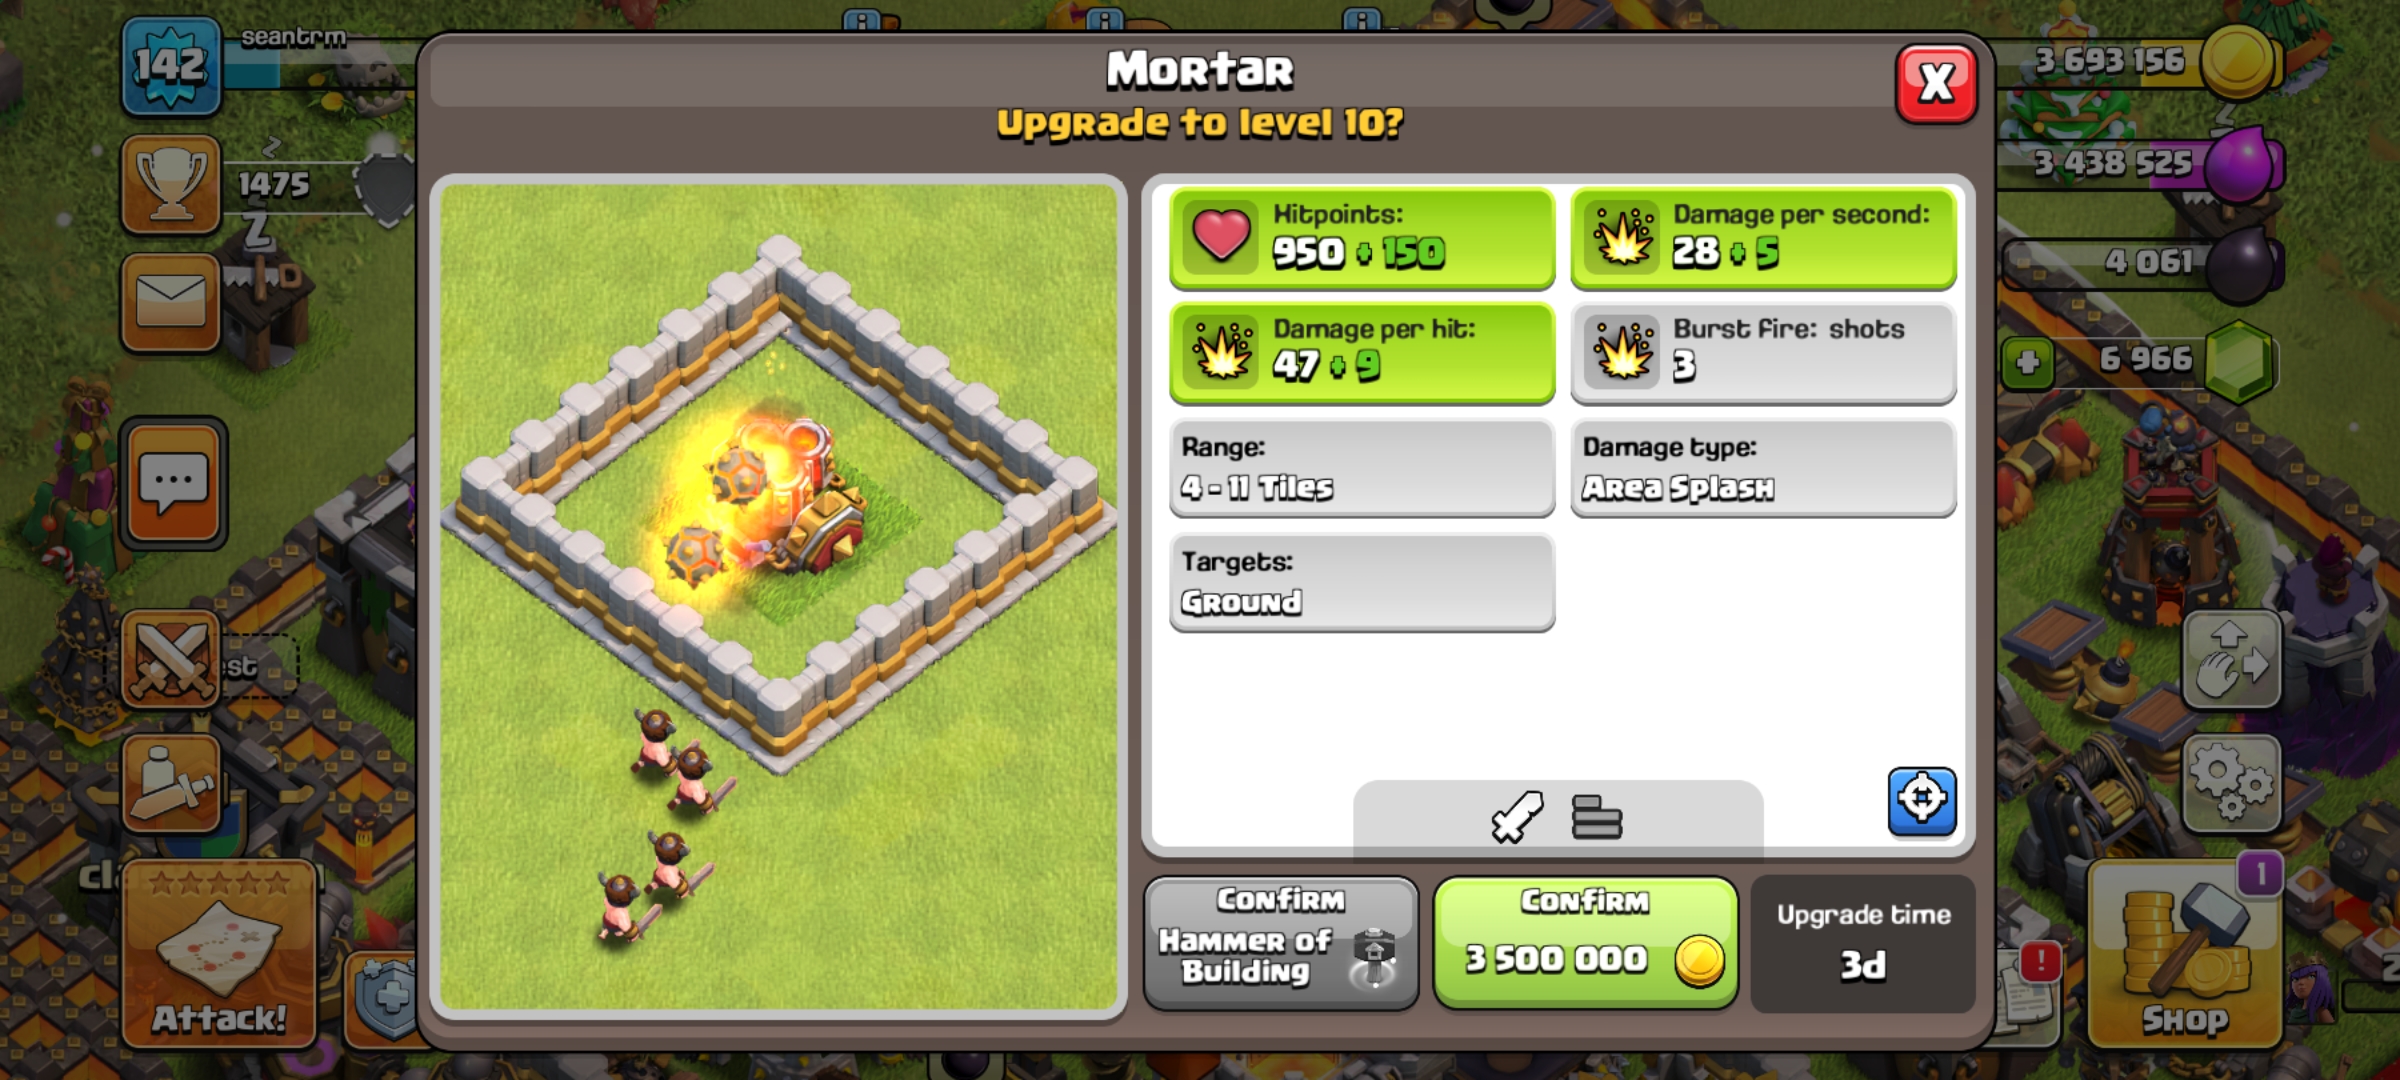 142
seantrm
1475
Mortar
Upgrade to level 10?
X
3 693 156
3 438 525
4 061
6 966
Hitpoints:
950 + 150
Damage per second:
28 + 5
Damage per hit:
47 + 9
Burst fire: shots
3
Range:
4 - 11 Tiles
Damage type:
Area Splash
Targets:
Ground
Confirm
Hammer of
Building
Confirm
3 500 000
Upgrade time
3d
Attack!
1
!
Shop